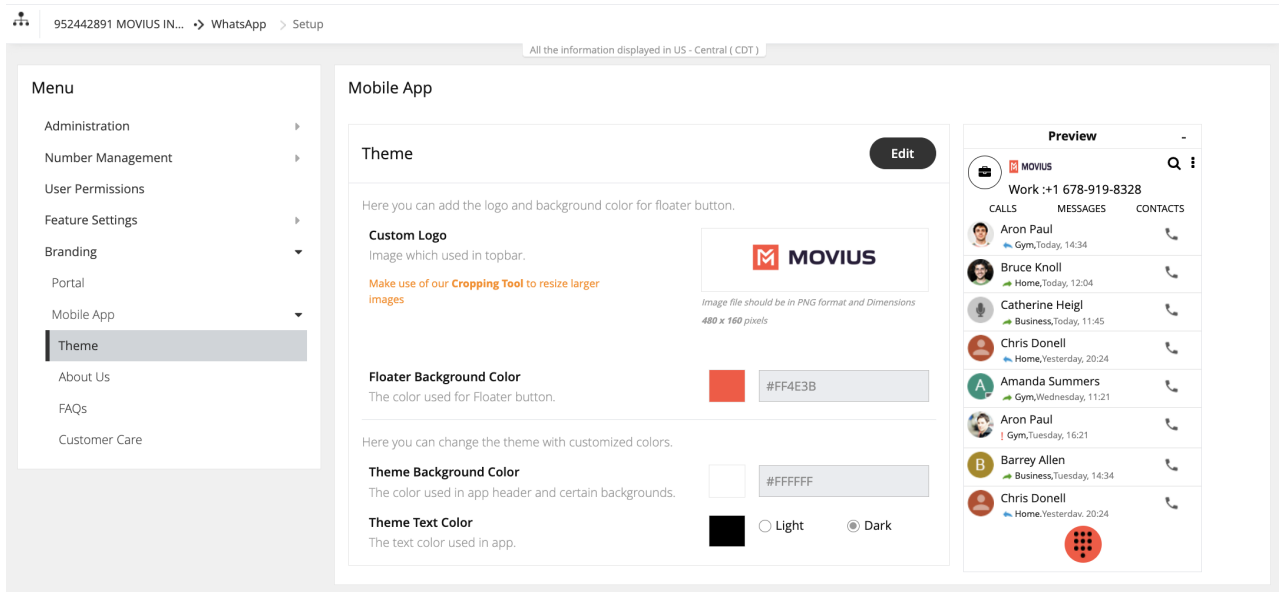 952442891 MOVIUS IN... WhatsApp > Setup
All the information displayed in US - Central ( CDT )
Menu
Administration
Number Management
User Permissions
Feature Settings
Branding
Portal
Mobile App
Theme
About Us
FAQs
Customer Care
Mobile App
Theme
Edit
Here you can add the logo and background color for floater button.
Custom Logo
Image which used in topbar.
Make use of our Cropping Tool to resize larger
images
MOVIUS
Image file should be in PNG format and Dimensions
480 x 160 pixels
Floater Background Color
The color used for Floater button.
#FF4E3B
Here you can change the theme with customized colors.
Theme Background Color
The color used in app header and certain backgrounds.
#FFFFFF
Theme Text Color
The text color used in app.
Light
Dark
Preview -
MOVIUS
Work :+1 678-919-8328
CALLS MESSAGES CONTACTS
Aron Paul
Gym,Today, 14:34
Bruce Knoll
Home,Today, 12:04
Catherine Heigl
Business,Today, 11:45
Chris Donell
Home,Yesterday, 20:24
A
Amanda Summers
Gym,Wednesday, 11:21
Aron Paul
! Gym,Tuesday, 16:21
B
Barrey Allen
Business,Tuesday, 14:34
Chris Donell
Home,Yesterday, 20:24